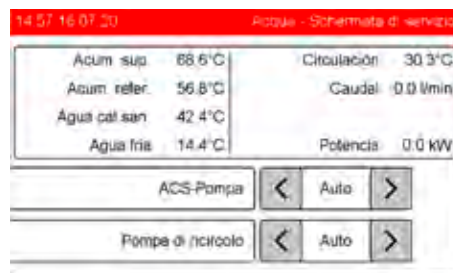 14:57 16.07.20 Acqua - Schermata di servizio
Acum. sup. 68.6°C Circulación 30.3°C
Acum. refer. 56.8°C Caudal 0.0 l/min
Agua cal.san. 42.4°C
Agua fría 14.4°C Potencia 0.0 kW
ACS-Pompa < Auto >
Pompa di ricircolo < Auto >